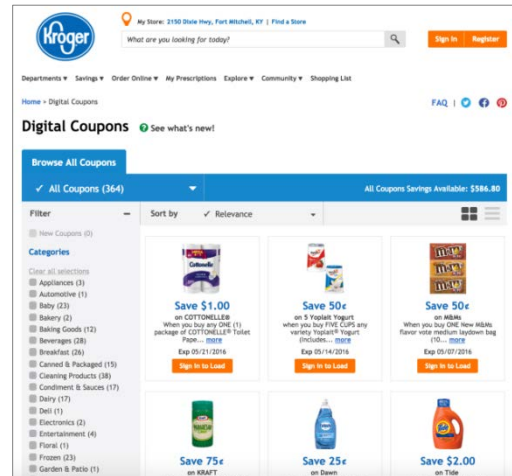 Kroger
My Store: 2150 Dixie Hwy, Fort Mitchell, KY | Find a Store
What are you looking for today?
Sign In
Register
Departments ▾ Savings ▾ Order Online ▾ My Prescriptions Explore ▾ Community ▾ Shopping List
Home > Digital Coupons
FAQ |
Digital Coupons
See what's new!
Browse All Coupons
✓ All Coupons (364)
All Coupons Savings Available: $586.80
Filter
Sort by ✓ Relevance
New Coupons (0)
Categories
Clear all selections
Appliances (3)
Automotive (1)
Baby (23)
Bakery (2)
Baking Goods (12)
Beverages (28)
Breakfast (26)
Canned & Packaged (15)
Cleaning Products (38)
Condiment & Sauces (17)
Dairy (17)
Deli (1)
Electronics (2)
Entertainment (4)
Floral (1)
Frozen (23)
Garden & Patio (1)
Cottonelle
Save $1.00
on COTTONELLE®
When you buy any ONE (1)
package of COTTONELLE® Toilet
Pape... more
Exp 05/21/2016
Sign In to Load
Save 50¢
on 5 Yoplait Yogurt
when you buy FIVE CUPS any
variety Yoplait® Yogurt
(Includes... more
Exp 05/14/2016
Sign In to Load
m&m's
m&m's
m&m's
Save 50¢
on M&Ms
When you buy ONE New M&Ms
flavor vote medium laydown bag
(10... more
Exp 05/07/2016
Sign In to Load
Save 75¢
on KRAFT
Save 25¢
on Dawn
Tide
Save $2.00
on Tide